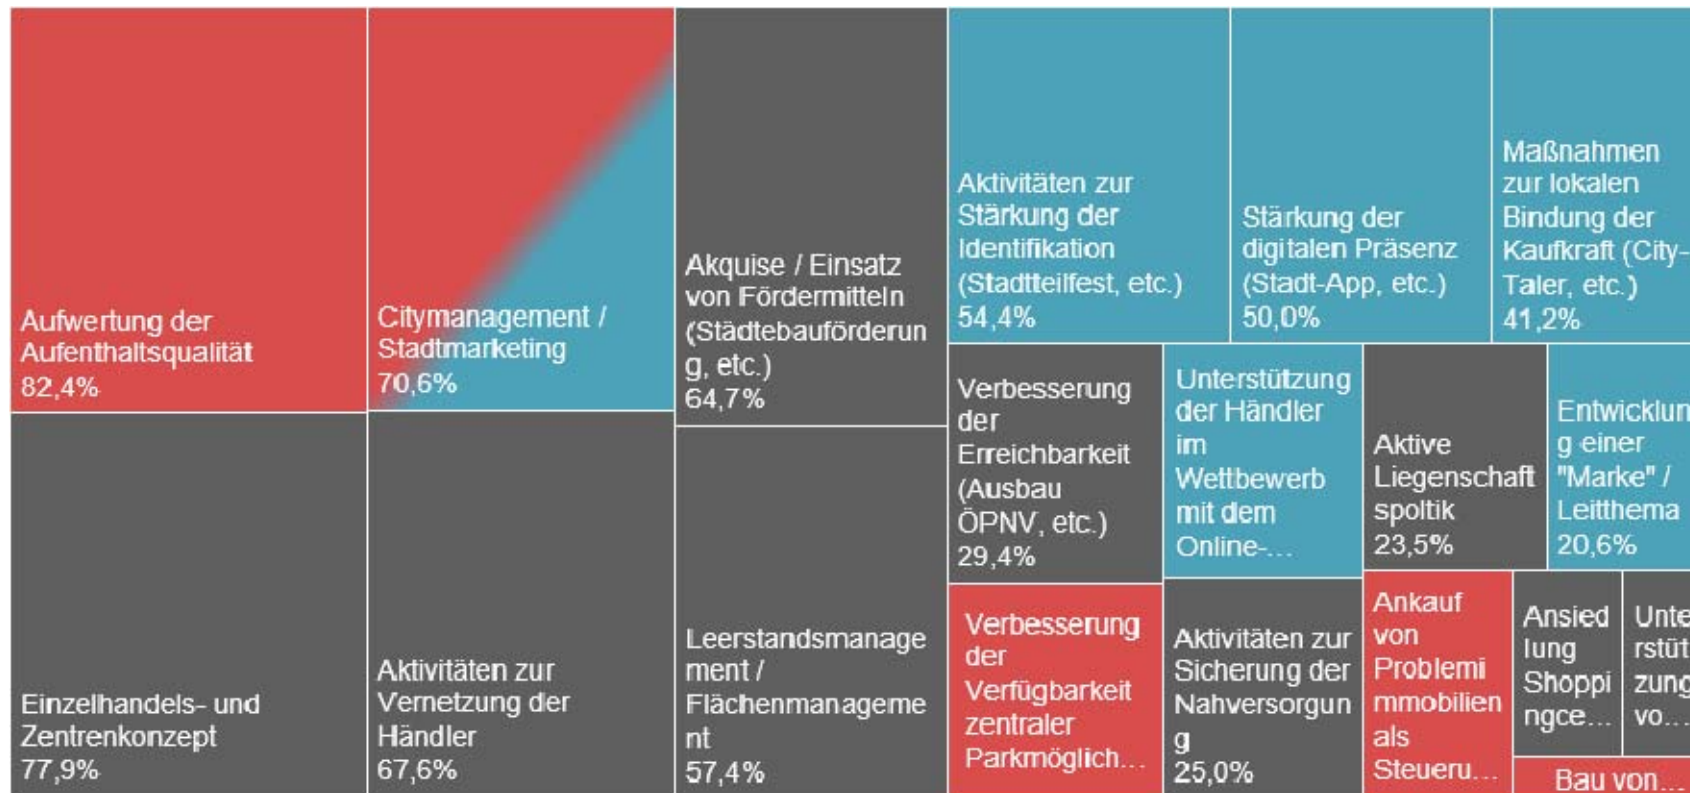 Aufwertung der
Aufenthaltsqualität
82,4%
Citymanagement /
Stadtmarketing
70,6%
Akquise / Einsatz
von Fördermitteln
(Städtebauförderun
g, etc.)
64,7%
Aktivitäten zur
Stärkung der
Identifikation
(Stadtteilfest, etc.)
54,4%
Stärkung der
digitalen Präsenz
(Stadt-App, etc.)
50,0%
Maßnahmen
zur lokalen
Bindung der
Kaufkraft (City-
Taler, etc.)
41,2%
Einzelhandels- und
Zentrenkonzept
77,9%
Aktivitäten zur
Vernetzung der
Händler
67,6%
Leerstandsmanage
ment /
Flächenmanageme
nt
57,4%
Verbesserung
der
Erreichbarkeit
(Ausbau
ÖPNV, etc.)
29,4%
Unterstützung
der Händler
im
Wettbewerb
mit dem
Online-...
Aktive
Liegenschaft
spoltik
23,5%
Entwicklun
g einer
"Marke" /
Leitthema
20,6%
Verbesserung
der
Verfügbarkeit
zentraler
Parkmöglich...
Aktivitäten zur
Sicherung der
Nahversorgun
g
25,0%
Ankauf
von
Problemi
mmobilien
als
Steueru...
Ansied
lung
Shoppi
ngce...
Unte
rstüt
zung
vo...
Bau von...